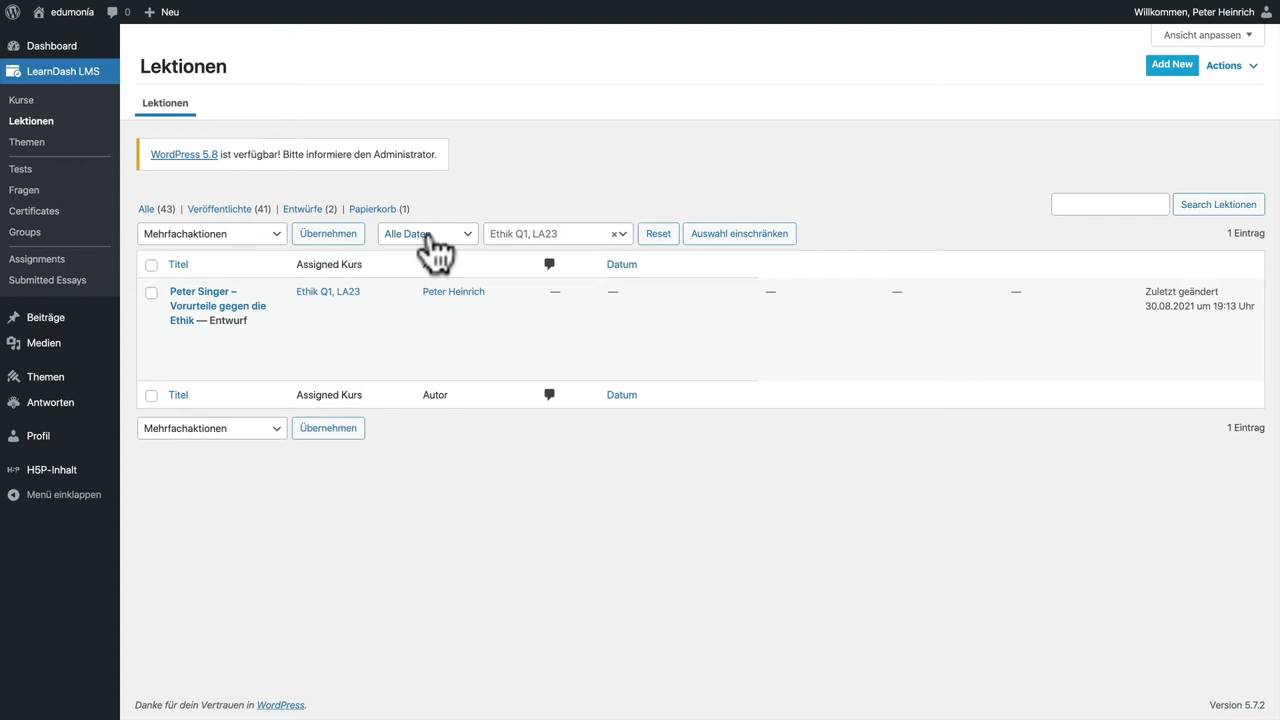 edumonía 0 Neu Willkommen, Peter Heinrich
Ansicht anpassen
Dashboard
LearnDash LMS
Kurse
Lektionen
Themen
Tests
Fragen
Certificates
Groups
Assignments
Submitted Essays
Beiträge
Medien
Themen
Antworten
Profil
H5P-Inhalt
Menü einklappen
Lektionen
Add New Actions
Lektionen
WordPress 5.8 ist verfügbar! Bitte informiere den Administrator.
Alle (43) | Veröffentlichte (41) | Entwürfe (2) | Papierkorb (1)
Search Lektionen
Mehrfachaktionen Übernehmen Alle Daten Ethik Q1, LA23 × Reset Auswahl einschränken 1 Eintrag
Titel Assigned Kurs Datum
Peter Singer – Ethik Q1, LA23 Peter Heinrich — — — — — Zuletzt geändert
Vorurteile gegen die 30.08.2021 um 19:13 Uhr
Ethik — Entwurf
Titel Assigned Kurs Autor Datum
Mehrfachaktionen Übernehmen 1 Eintrag
Danke für dein Vertrauen in WordPress. Version 5.7.2